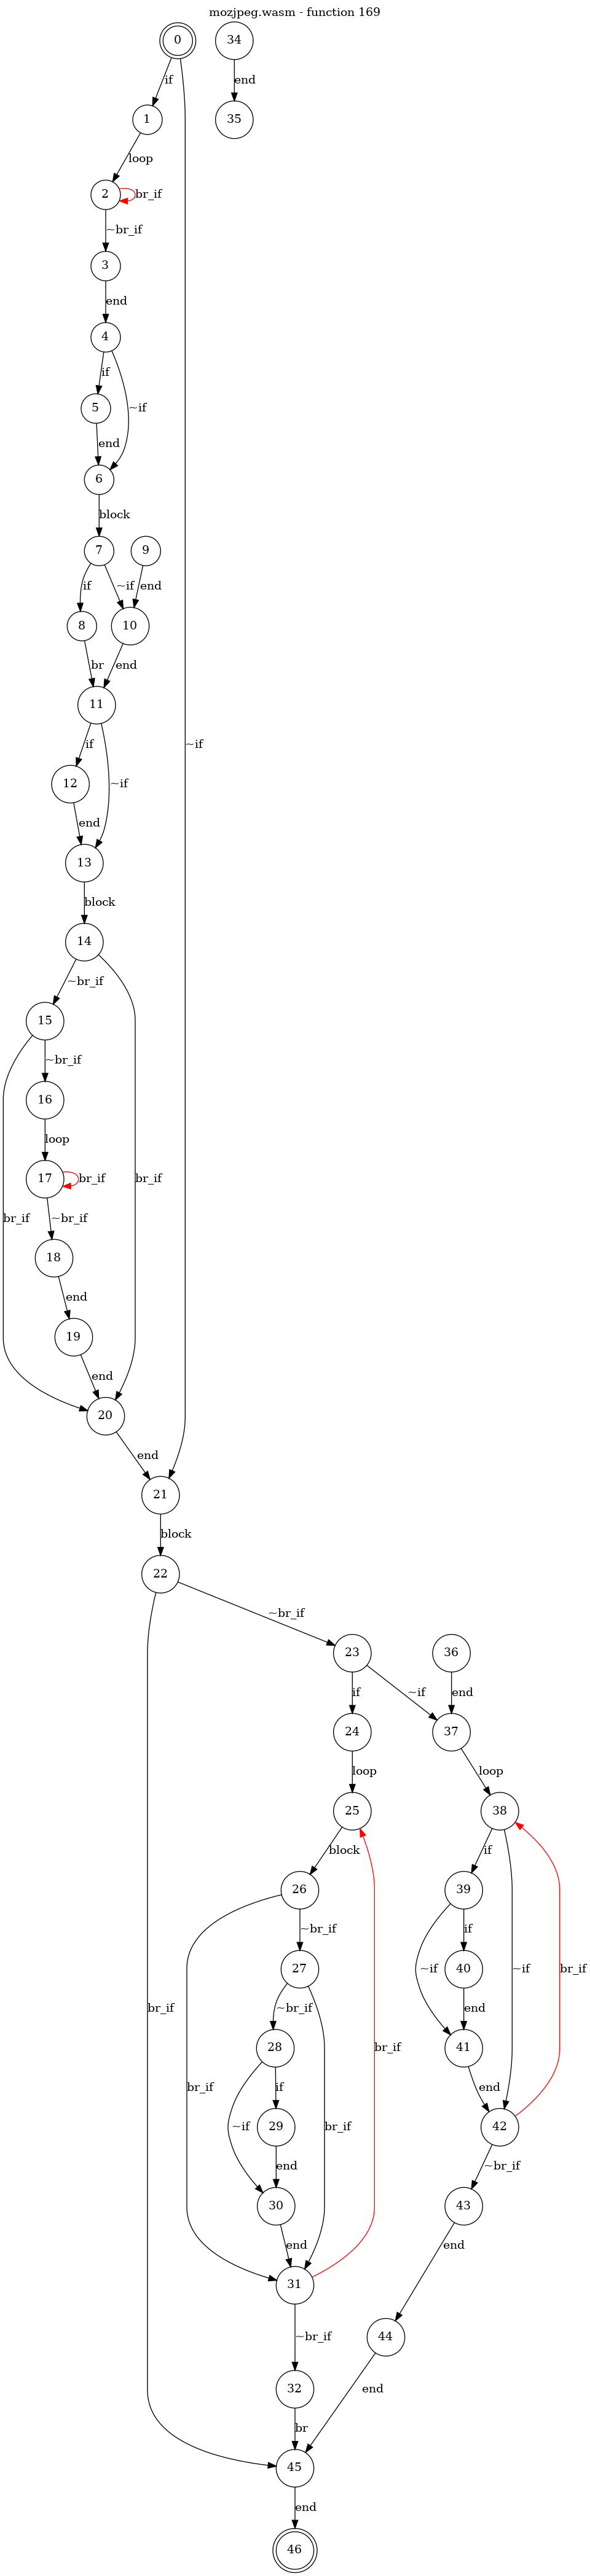 mozjpeg.wasm - function 169
0
34
if
end
1
35
loop
2
br_if
~br_if
3
end
4
if
5
~if
end
6
block
7
9
if
~if
end
8
10
br
end
11
~if
if
~if
12
end
13
block
14
~br_if
15
~br_if
16
loop
17
br_if
br_if
br_if
~br_if
18
end
19
end
20
end
21
block
22
~br_if
23
36
if
~if
end
24
37
loop
loop
25
38
block
if
26
39
~br_if
if
27
~if
40
~if
br_if
br_if
~br_if
end
28
41
br_if
br_if
if
end
~if
29
br_if
42
end
~br_if
30
43
end
end
31
~br_if
44
32
end
br
45
end
46